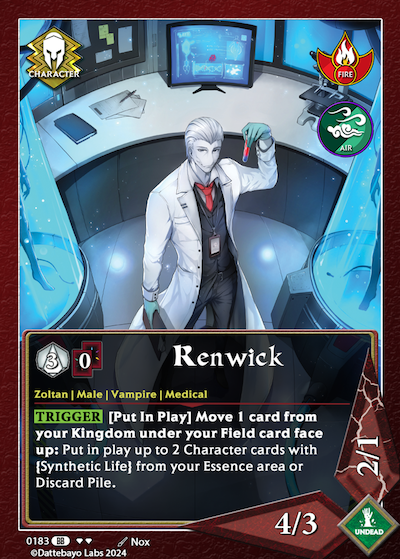 CHARACTER
FIRE
AIR
3 0 Renwick
Zoltan | Male | Vampire | Medical
TRIGGER [Put In Play] Move 1 card from
your Kingdom under your Field card face
up: Put in play up to 2 Character cards with
{Synthetic Life} from your Essence area or
Discard Pile.
2/1
4/3
UNDEAD
0183 BB ♥♥ Nox
©Dattebayo Labs 2024